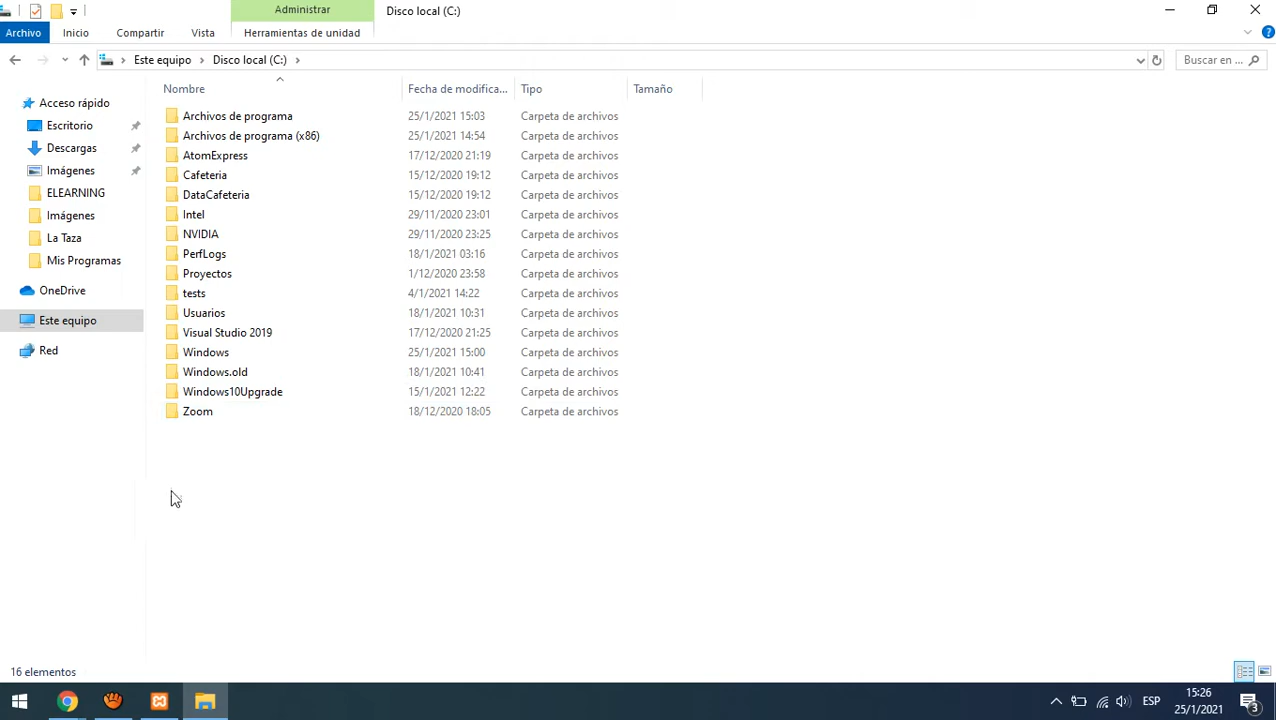 Administrar
Disco local (C:)
Archivo
Inicio
Compartir
Vista
Herramientas de unidad
Este equipo
Disco local (C:)
Buscar en ...
Nombre
Fecha de modifica...
Tipo
Tamaño
Acceso rápido
Escritorio
Descargas
Imágenes
ELEARNING
Imágenes
La Taza
Mis Programas
OneDrive
Este equipo
Red
Archivos de programa 25/1/2021 15:03 Carpeta de archivos
Archivos de programa (x86) 25/1/2021 14:54 Carpeta de archivos
AtomExpress 17/12/2020 21:19 Carpeta de archivos
Cafeteria 15/12/2020 19:12 Carpeta de archivos
DataCafeteria 15/12/2020 19:12 Carpeta de archivos
Intel 29/11/2020 23:01 Carpeta de archivos
NVIDIA 29/11/2020 23:25 Carpeta de archivos
PerfLogs 18/1/2021 03:16 Carpeta de archivos
Proyectos 1/12/2020 23:58 Carpeta de archivos
tests 4/1/2021 14:22 Carpeta de archivos
Usuarios 18/1/2021 10:31 Carpeta de archivos
Visual Studio 2019 17/12/2020 21:25 Carpeta de archivos
Windows 25/1/2021 15:00 Carpeta de archivos
Windows.old 18/1/2021 10:41 Carpeta de archivos
Windows10Upgrade 15/1/2021 12:22 Carpeta de archivos
Zoom 18/12/2020 18:05 Carpeta de archivos
16 elementos
ESP
15:26
25/1/2021
3